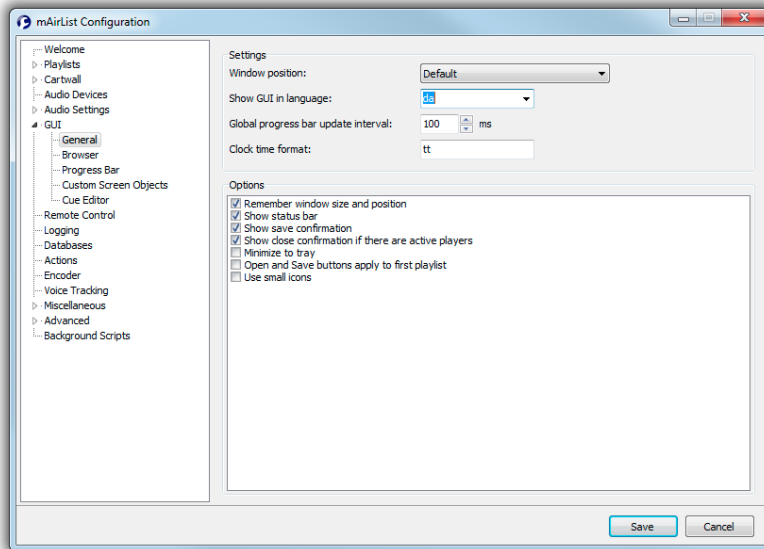 mAirList Configuration
Welcome
Playlists
Cartwall
Audio Devices
Audio Settings
GUI
General
Browser
Progress Bar
Custom Screen Objects
Cue Editor
Remote Control
Logging
Databases
Actions
Encoder
Voice Tracking
Miscellaneous
Advanced
Background Scripts
Settings
Window position: Default
Show GUI in language: da
Global progress bar update interval: 100 ms
Clock time format: tt
Options
Remember window size and position
Show status bar
Show save confirmation
Show close confirmation if there are active players
Minimize to tray
Open and Save buttons apply to first playlist
Use small icons
Save Cancel